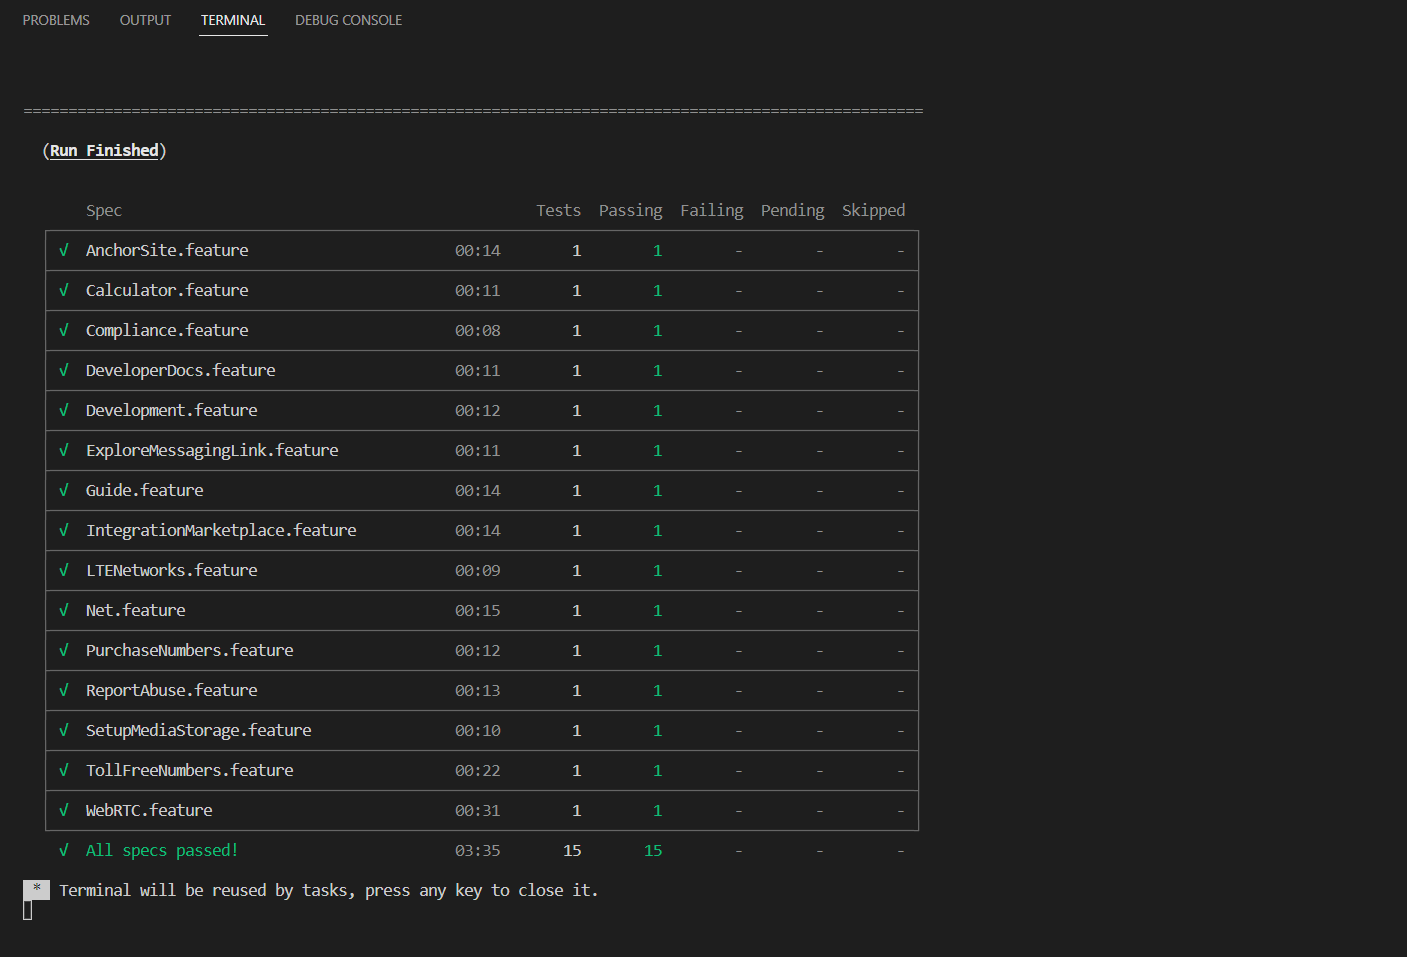 PROBLEMS OUTPUT TERMINAL DEBUG CONSOLE
====================================================================================================
(Run Finished)
Spec Tests Passing Failing Pending Skipped
√ AnchorSite.feature 00:14 1 1 - - -
√ Calculator.feature 00:11 1 1 - - -
√ Compliance.feature 00:08 1 1 - - -
√ DeveloperDocs.feature 00:11 1 1 - - -
√ Development.feature 00:12 1 1 - - -
√ ExploreMessagingLink.feature 00:11 1 1 - - -
√ Guide.feature 00:14 1 1 - - -
√ IntegrationMarketplace.feature 00:14 1 1 - - -
√ LTENetworks.feature 00:09 1 1 - - -
√ Net.feature 00:15 1 1 - - -
√ PurchaseNumbers.feature 00:12 1 1 - - -
√ ReportAbuse.feature 00:13 1 1 - - -
√ SetupMediaStorage.feature 00:10 1 1 - - -
√ TollFreeNumbers.feature 00:22 1 1 - - -
√ WebRTC.feature 00:31 1 1 - - -
√ All specs passed! 03:35 15 15 - - -
* Terminal will be reused by tasks, press any key to close it.